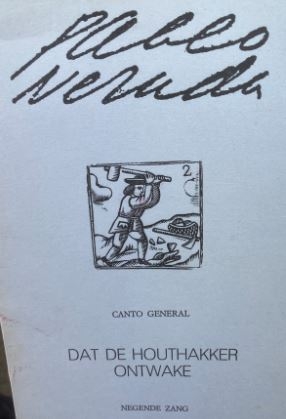 pablo
neruda
2
CANTO GENERAL
DAT DE HOUTHAKKER
ONTWAKE
NEGENDE ZANG